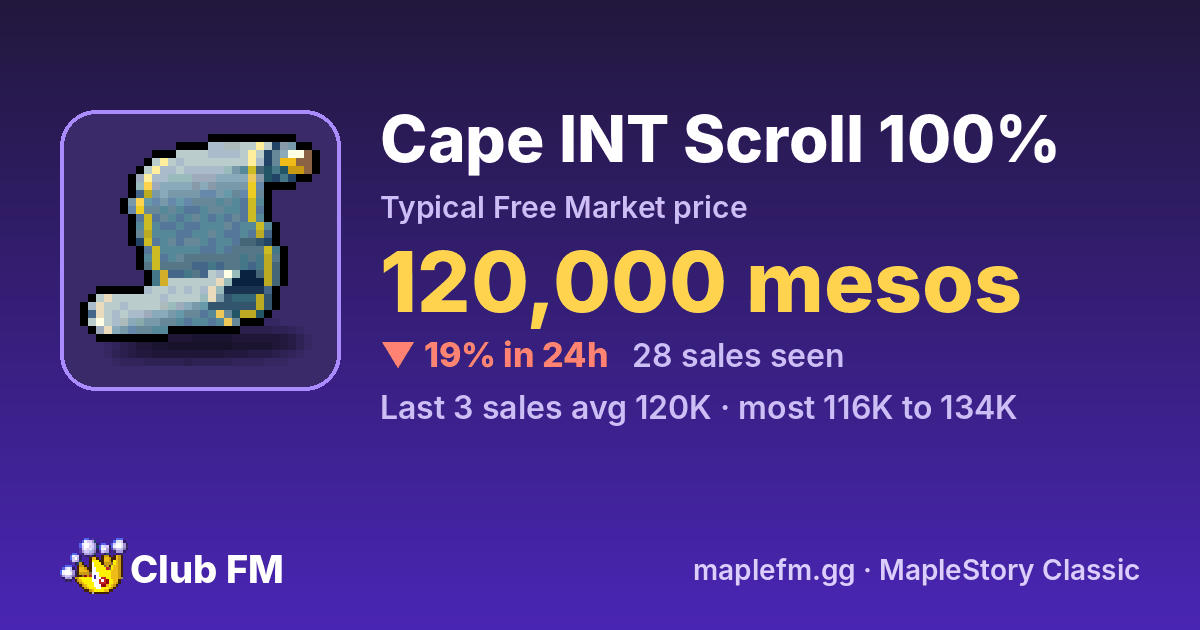 Cape INT Scroll 100%
Typical Free Market price
120,000 mesos
▼ 19% in 24h 28 sales seen
Last 3 sales avg 120K · most 116K to 134K
Club FM
maplefm.gg · MapleStory Classic